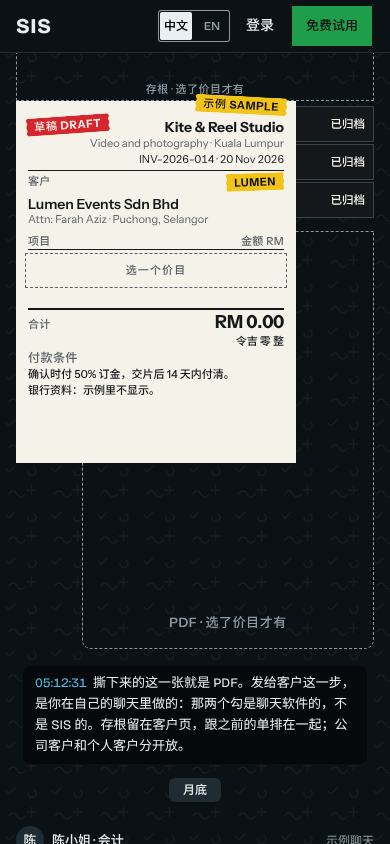 SIS 中文 EN 登录 免费试用
存根 · 选了价目才有
示例 SAMPLE
草稿 DRAFT
Kite & Reel Studio
已归档
Video and photography · Kuala Lumpur
INV-2026-014 · 20 Nov 2026
已归档
客户 LUMEN
Lumen Events Sdn Bhd
已归档
Attn: Farah Aziz · Puchong, Selangor
项目 金额 RM
选一个价目
合计 RM 0.00
令吉 零 整
付款条件
确认时付 50% 订金，交片后 14 天内付清。
银行资料：示例里不显示。
PDF · 选了价目才有
05:12:31 撕下来的这一张就是 PDF。发给客户这一步，
是你在自己的聊天里做的：那两个勾是聊天软件的，不
是 SIS 的。存根留在客户页，跟之前的单排在一起；公
司客户和个人客户分开放。
月底
陈 陈小姐 · 会计 示例聊天